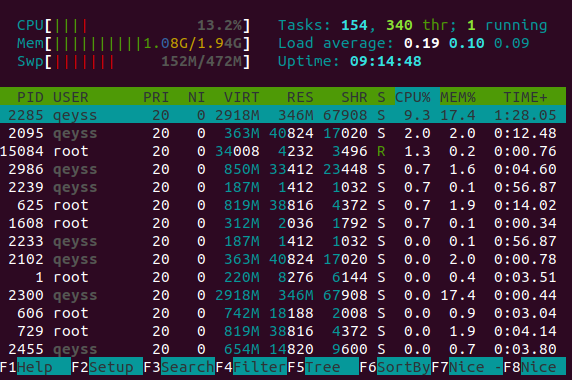 CPU[|||| 13.2%] Tasks: 154, 340 thr; 1 running
Mem[||||||||||1.08G/1.94G] Load average: 0.19 0.10 0.09
Swp[||||||| 152M/472M] Uptime: 09:14:48
PID USER PRI NI VIRT RES SHR S CPU% MEM% TIME+
2285 qeyss 20 0 2918M 346M 67908 S 9.3 17.4 1:28.05
2095 qeyss 20 0 363M 40824 17020 S 2.0 2.0 0:12.48
15084 root 20 0 34008 4232 3496 R 1.3 0.2 0:00.76
2986 qeyss 20 0 850M 33412 23448 S 0.7 1.6 0:04.60
2239 qeyss 20 0 187M 1412 1032 S 0.7 0.1 0:56.87
625 root 20 0 819M 38816 4372 S 0.7 1.9 0:14.02
1608 root 20 0 312M 2036 1792 S 0.7 0.1 0:00.34
2233 qeyss 20 0 187M 1412 1032 S 0.0 0.1 0:56.87
2102 qeyss 20 0 363M 40824 17020 S 0.0 2.0 0:00.78
1 root 20 0 220M 8276 6144 S 0.0 0.4 0:03.51
2300 qeyss 20 0 2918M 346M 67908 S 0.0 17.4 0:00.44
606 root 20 0 742M 18188 2008 S 0.0 0.9 0:03.04
729 root 20 0 819M 38816 4372 S 0.0 1.9 0:04.14
2455 qeyss 20 0 654M 14820 9600 S 0.0 0.7 0:03.80
F1Help F2Setup F3SearchF4FilterF5Tree F6SortByF7Nice -F8Nice